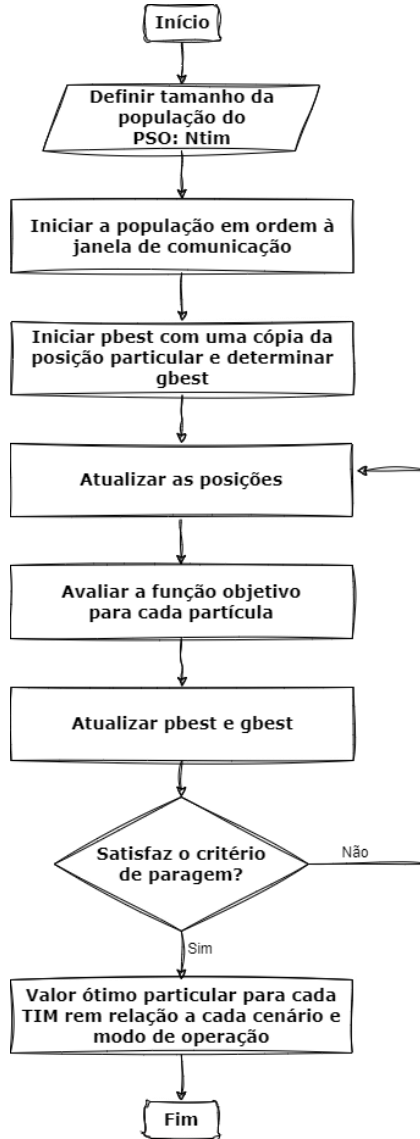 Início
Definir tamanho da
população do
PSO: Ntim
Iniciar a população em ordem à
janela de comunicação
Iniciar pbest com uma cópia da
posição particular e determinar
gbest
Atualizar as posições
Avaliar a função objetivo
para cada partícula
Atualizar pbest e gbest
Satisfaz o critério
de paragem?
Não
Sim
Valor ótimo particular para cada
TIM rem relação a cada cenário e
modo de operação
Fim